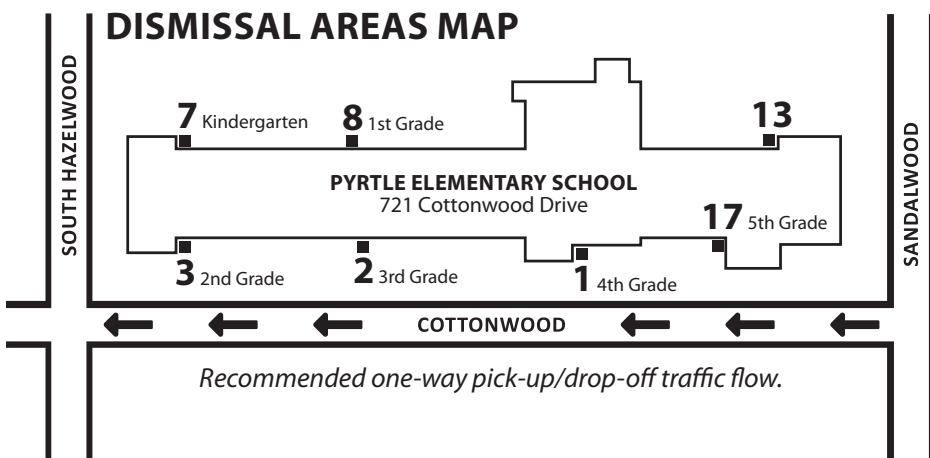 DISMISSAL AREAS MAP
SOUTH HAZELWOOD
7 Kindergarten
8 1st Grade
13
PYRTLE ELEMENTARY SCHOOL
721 Cottonwood Drive
17 5th Grade
SANDALWOOD
3 2nd Grade
2 3rd Grade
1 4th Grade
COTTONWOOD
Recommended one-way pick-up/drop-off traffic flow.